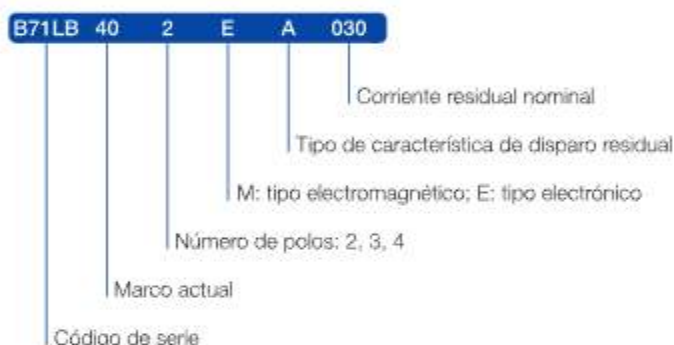 B71LB 40 2 E A 030
Corriente residual nominal
Tipo de característica de disparo residual
M: tipo electromagnético; E: tipo electrónico
Número de polos: 2, 3, 4
Marco actual
Código de serie